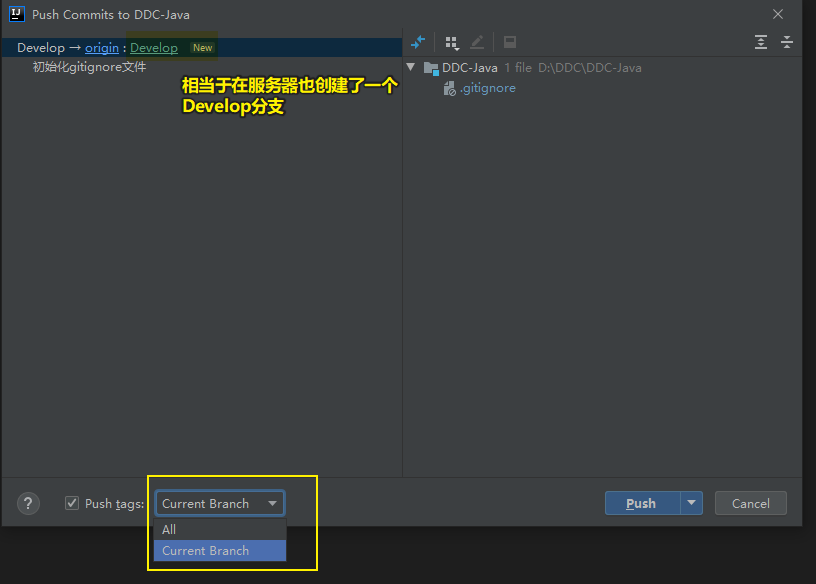 Push Commits to DDC-Java
Develop → origin : Develop New
初始化gitignore文件
相当于在服务器也创建了一个
Develop分支
DDC-Java 1 file D:\DDC\DDC-Java
.gitignore
? Push tags: Current Branch
All
Current Branch
Push
Cancel